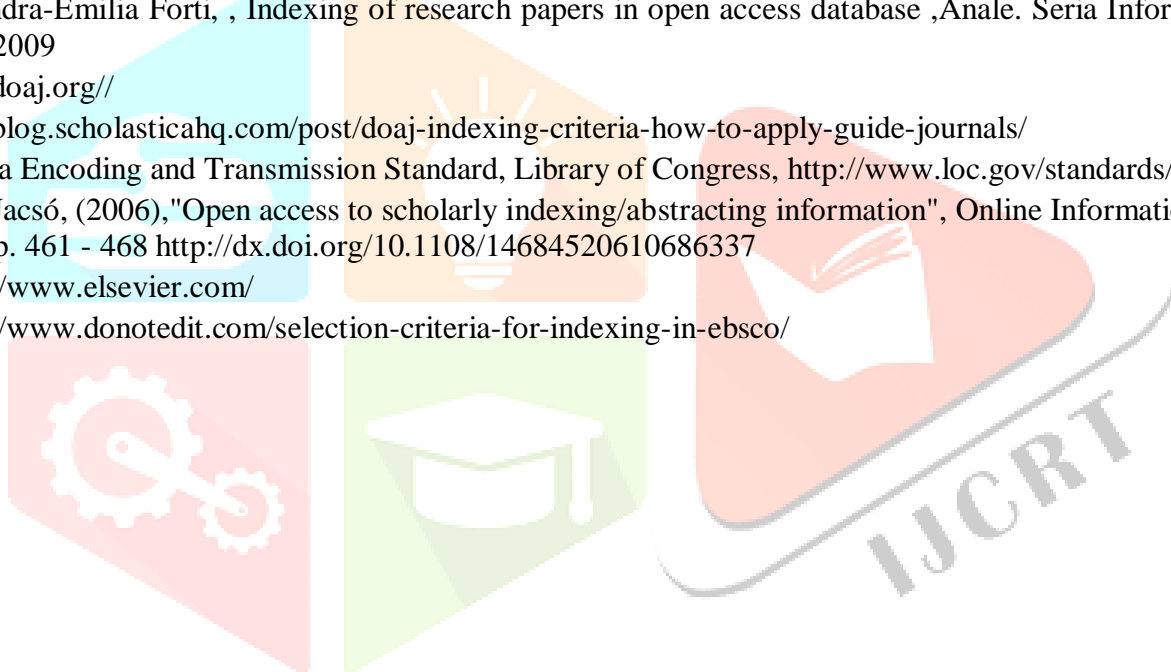 ndra-Emilia Forti, , Indexing of research papers in open access database ,Anale. Seria Infor
2009
doaj.org//
blog.scholasticahq.com/post/doaj-indexing-criteria-how-to-apply-guide-journals/
a Encoding and Transmission Standard, Library of Congress, http://www.loc.gov/standards/
Jacsó, (2006),"Open access to scholarly indexing/abstracting information", Online Informati
p. 461 - 468 http://dx.doi.org/10.1108/14684520610686337
/www.elsevier.com/
/www.donotedit.com/selection-criteria-for-indexing-in-ebsco/
IJCRT